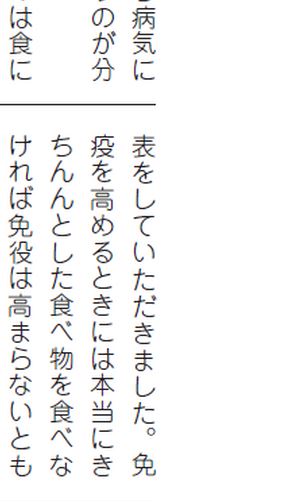 病気に
のが分
は食に
表をしていただきました。免
疫を高めるときには本当にき
ちんんとした食べ物を食べな
ければ免役は高まらないとも